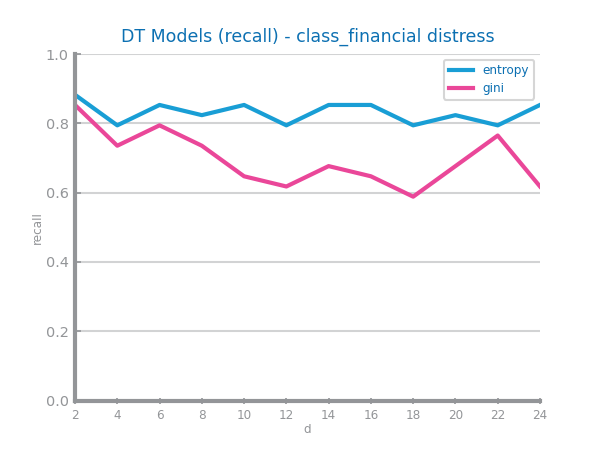 DT Models (recall) - class_financial distress
entropy
gini
1.0
0.8
0.6
0.4
0.2
0.0
recall
2 4 6 8 10 12 14 16 18 20 22 24
d